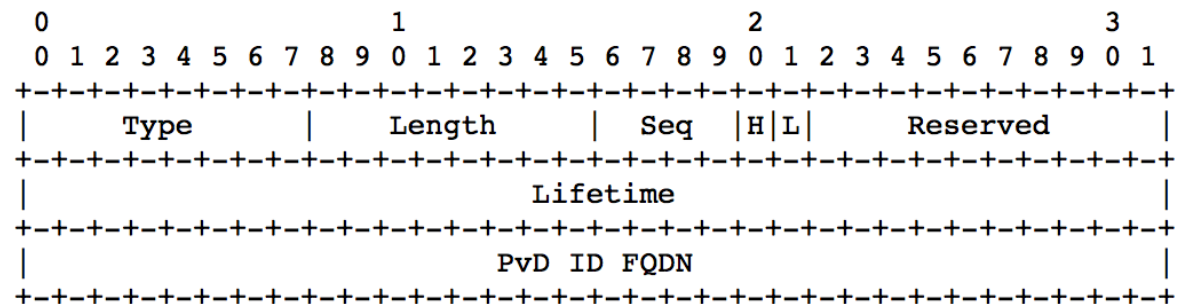 0                   1                   2                   3
 0 1 2 3 4 5 6 7 8 9 0 1 2 3 4 5 6 7 8 9 0 1 2 3 4 5 6 7 8 9 0 1
+-+-+-+-+-+-+-+-+-+-+-+-+-+-+-+-+-+-+-+-+-+-+-+-+-+-+-+-+-+-+-+-+
|     Type      |    Length     |  Seq  |H|L|     Reserved      |
+-+-+-+-+-+-+-+-+-+-+-+-+-+-+-+-+-+-+-+-+-+-+-+-+-+-+-+-+-+-+-+-+
|                            Lifetime                           |
+-+-+-+-+-+-+-+-+-+-+-+-+-+-+-+-+-+-+-+-+-+-+-+-+-+-+-+-+-+-+-+-+
|                          PvD ID FQDN                          |
+-+-+-+-+-+-+-+-+-+-+-+-+-+-+-+-+-+-+-+-+-+-+-+-+-+-+-+-+-+-+-+-+